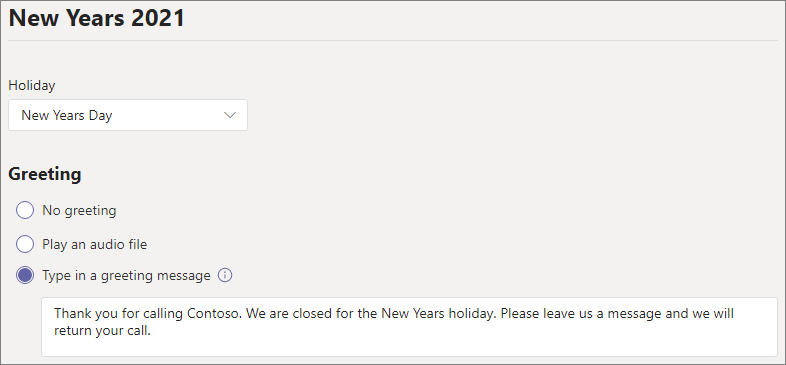 New Years 2021
Holiday
New Years Day
Greeting
No greeting
Play an audio file
Type in a greeting message
Thank you for calling Contoso. We are closed for the New Years holiday. Please leave us a message and we will
return your call.